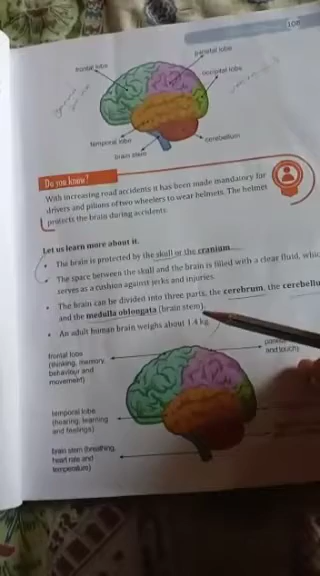 108
parietal lobe
frontal lobe
occipital lobe
temporal lobe
cerebellum
brain stem
Do you know?
With increasing road accidents it has been made mandatory for
drivers and pilions of two wheelers to wear helmets. The helmet
protects the brain during accidents.
Let us learn more about it.
• The brain is protected by the skull or the cranium.
• The space between the skull and the brain is filled with a clear fluid,
serves as a cushion against jerks and injuries.
• The brain can be divided into three parts, the cerebrum, the
and the medulla oblongata (brain stem).
• An adult human brain weighs about 1.4 kg.
frontal lobe
(thinking, memory,
behaviour and
movement)
and touch)
temporal lobe
(hearing, learning
and feelings)
brain stem (breathing,
heart rate and
temperature)